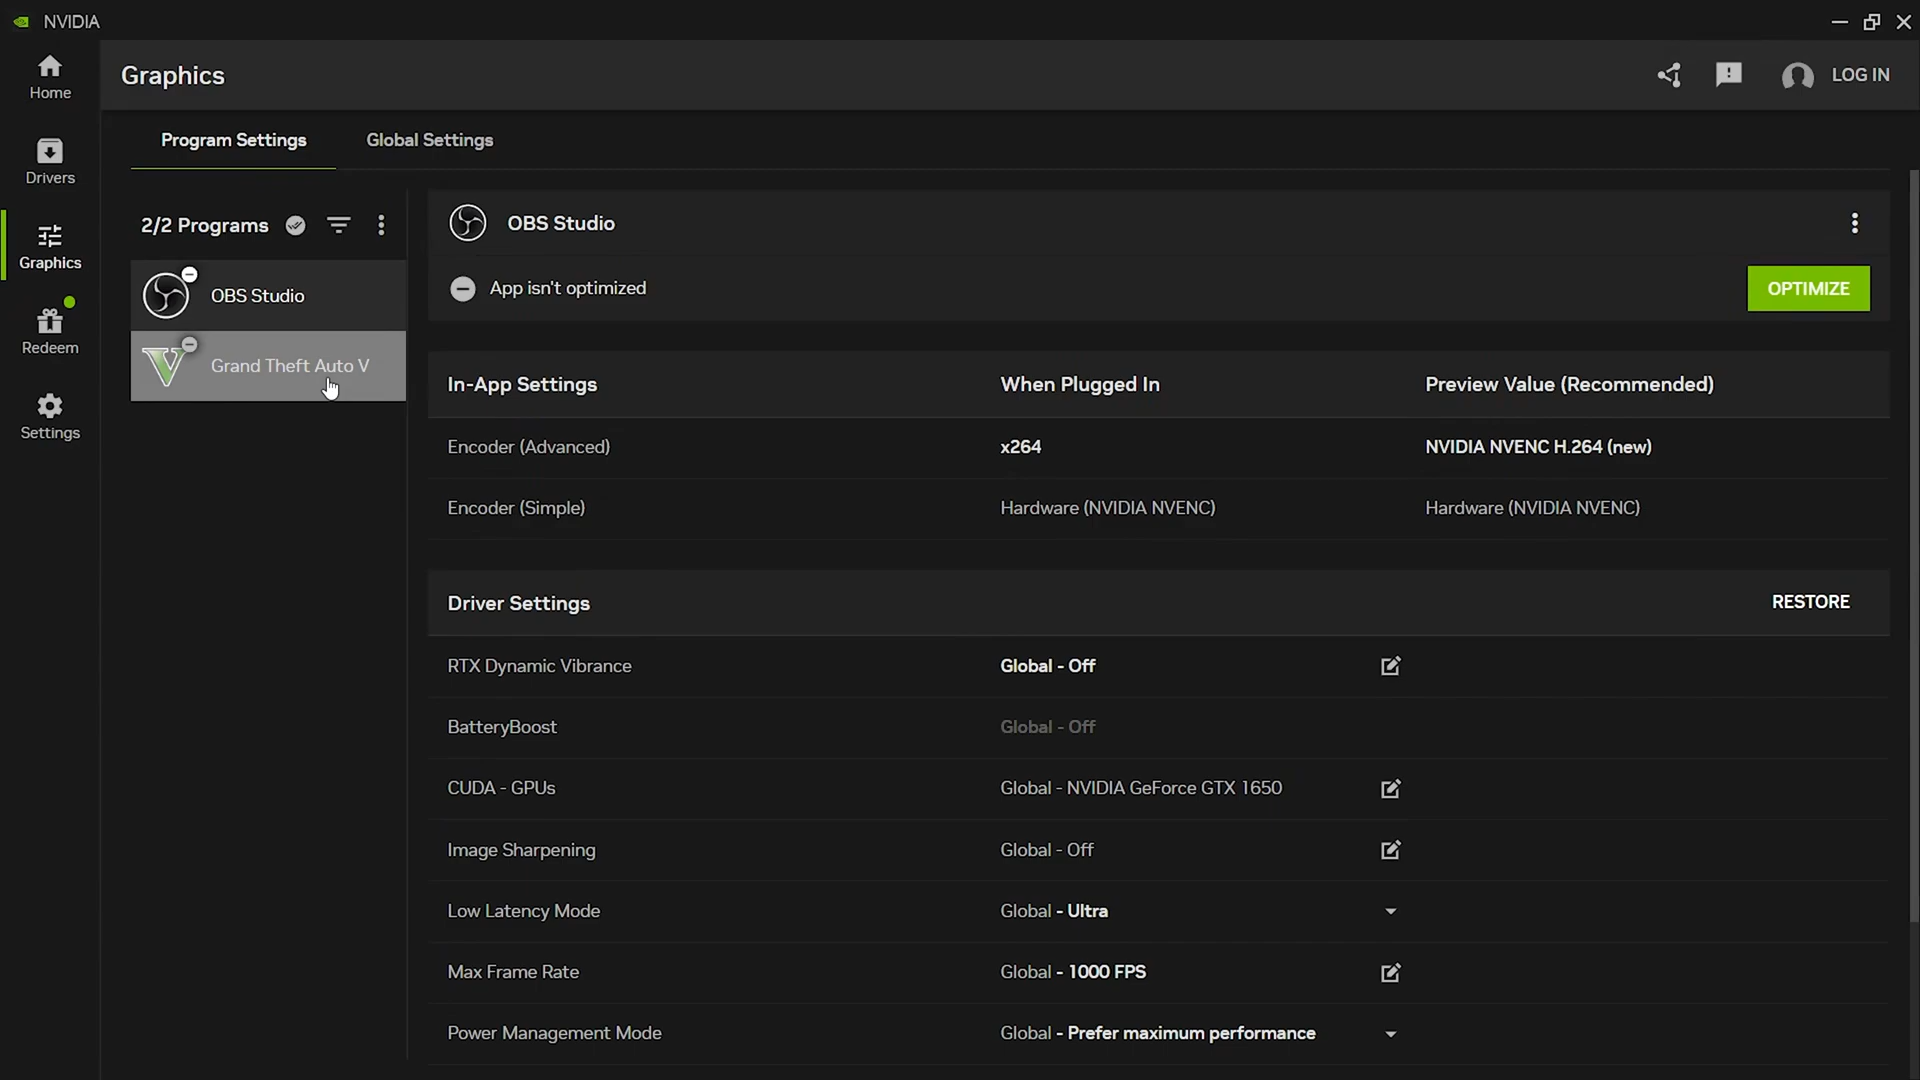 NVIDIA
Home
Drivers
Graphics
Redeem
Settings
Graphics
LOG IN
Program Settings
Global Settings
2/2 Programs
OBS Studio
Grand Theft Auto V
OBS Studio
App isn't optimized
OPTIMIZE
In-App Settings When Plugged In Preview Value (Recommended)
Encoder (Advanced) x264 NVIDIA NVENC H.264 (new)
Encoder (Simple) Hardware (NVIDIA NVENC) Hardware (NVIDIA NVENC)
Driver Settings RESTORE
RTX Dynamic Vibrance Global - Off
BatteryBoost Global - Off
CUDA - GPUs Global - NVIDIA GeForce GTX 1650
Image Sharpening Global - Off
Low Latency Mode Global - Ultra
Max Frame Rate Global - 1000 FPS
Power Management Mode Global - Prefer maximum performance